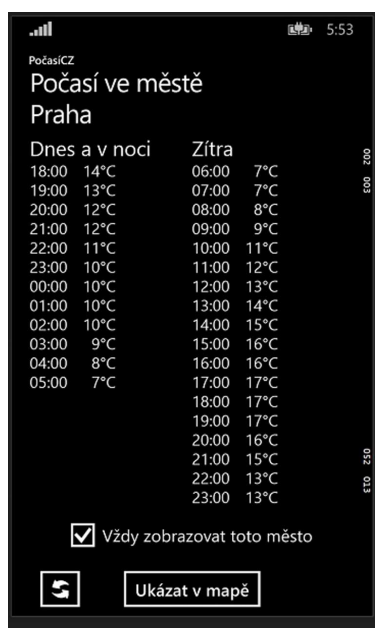 5:53
PočasíCZ
Počasí ve městě
Praha
Dnes a v noci
18:00 14°C
19:00 13°C
20:00 12°C
21:00 12°C
22:00 11°C
23:00 10°C
00:00 10°C
01:00 10°C
02:00 10°C
03:00 9°C
04:00 8°C
05:00 7°C
Zítra
06:00 7°C
07:00 7°C
08:00 8°C
09:00 9°C
10:00 11°C
11:00 12°C
12:00 13°C
13:00 14°C
14:00 15°C
15:00 16°C
16:00 16°C
17:00 17°C
18:00 17°C
19:00 17°C
20:00 16°C
21:00 15°C
22:00 13°C
23:00 13°C
002 003
052 013
Vždy zobrazovat toto město
Ukázat v mapě